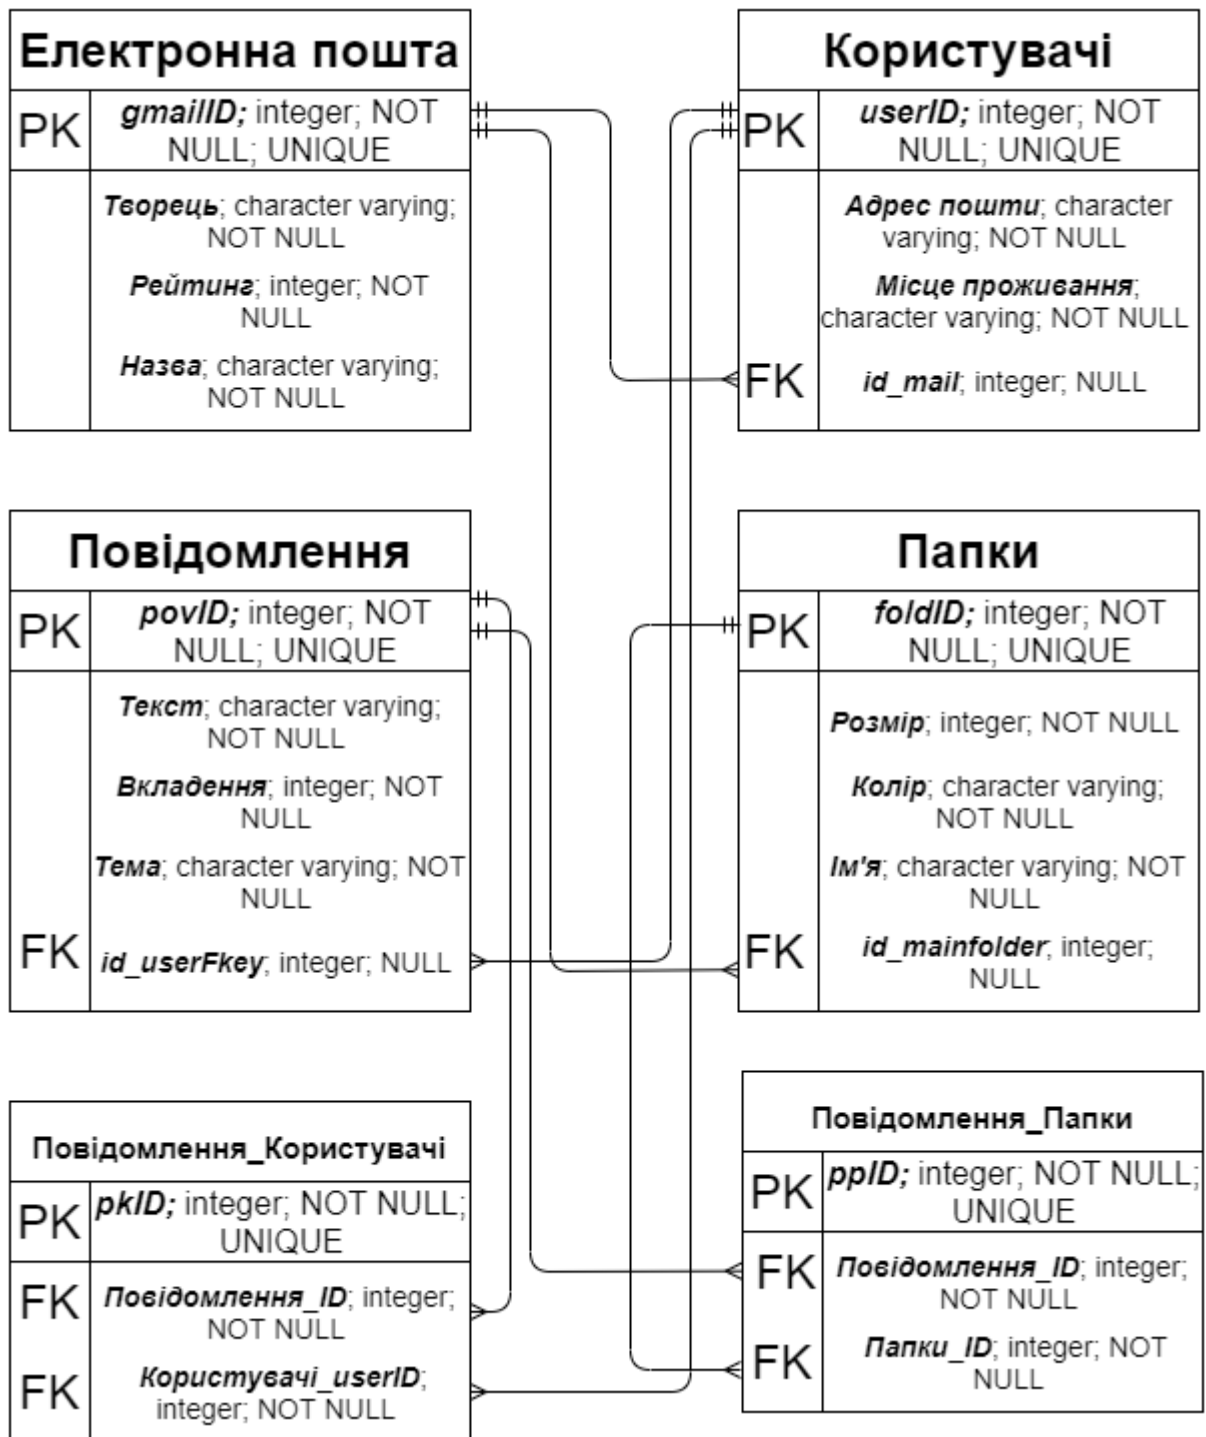 Електронна пошта
PK
gmailID; integer; NOT
NULL; UNIQUE
Творець; character varying;
NOT NULL
Рейтинг; integer; NOT
NULL
Назва; character varying;
NOT NULL
Користувачі
PK
userID; integer; NOT
NULL; UNIQUE
Адрес пошти; character
varying; NOT NULL
Місце проживання;
character varying; NOT NULL
FK
id_mail; integer; NULL
Повідомлення
PK
povID; integer; NOT
NULL; UNIQUE
Текст; character varying;
NOT NULL
Вкладення; integer; NOT
NULL
Тема; character varying; NOT
NULL
FK
id_userFkey; integer; NULL
Папки
PK
foldID; integer; NOT
NULL; UNIQUE
Розмір; integer; NOT NULL
Колір; character varying;
NOT NULL
Ім'я; character varying; NOT
NULL
FK
id_mainfolder; integer;
NULL
Повідомлення_Користувачі
PK
pkID; integer; NOT NULL;
UNIQUE
FK
Повідомлення_ID; integer;
NOT NULL
FK
Користувачі_userID;
integer; NOT NULL
Повідомлення_Папки
PK
ppID; integer; NOT NULL;
UNIQUE
FK
Повідомлення_ID; integer;
NOT NULL
FK
Папки_ID; integer; NOT
NULL